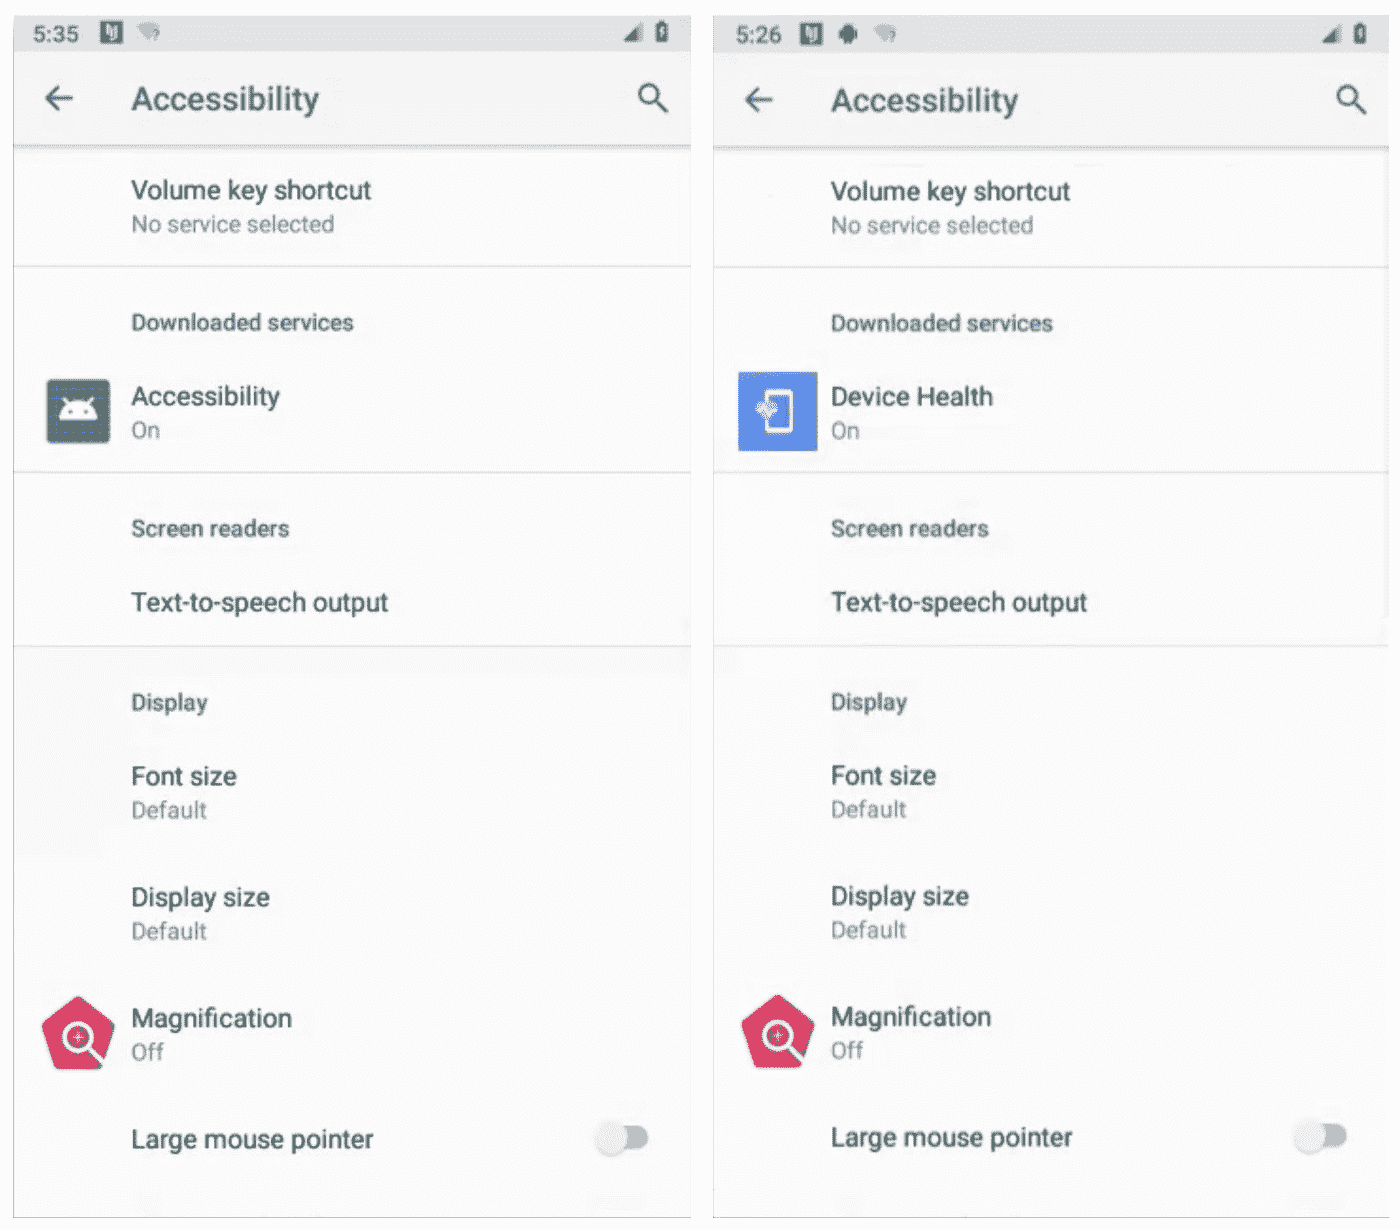 5:35
Accessibility
Volume key shortcut
No service selected
Downloaded services
Accessibility
On
Screen readers
Text-to-speech output
Display
Font size
Default
Display size
Default
Magnification
Off
Large mouse pointer
5:26
Accessibility
Volume key shortcut
No service selected
Downloaded services
Device Health
On
Screen readers
Text-to-speech output
Display
Font size
Default
Display size
Default
Magnification
Off
Large mouse pointer